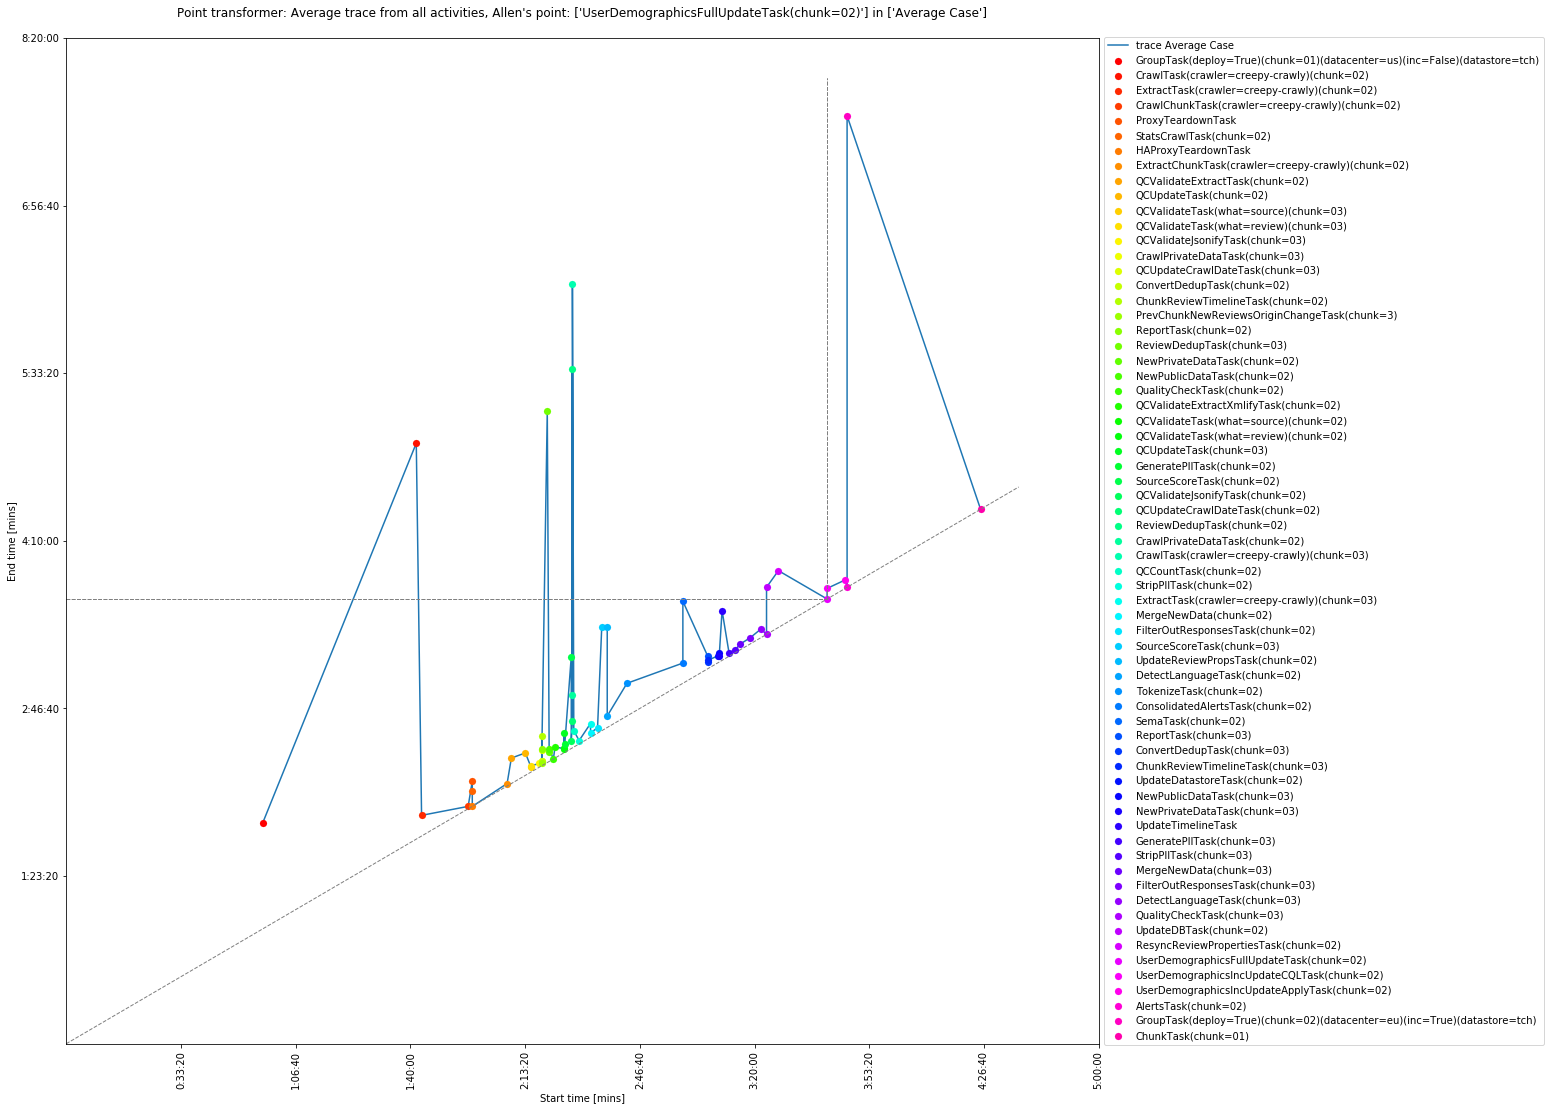 Point transformer: Average trace from all activities, Allen's point: ['UserDemographicsFullUpdateTask(chunk=02)'] in ['Average Case']
8:20:00
6:56:40
5:33:20
4:10:00
2:46:40
1:23:20
End time [mins]
0:33:20
1:06:40
1:40:00
2:13:20
2:46:40
3:20:00
3:53:20
4:26:40
5:00:00
Start time [mins]
trace Average Case
GroupTask(deploy=True)(chunk=01)(datacenter=us)(inc=False)(datastore=tch)
CrawlTask(crawler=creepy-crawly)(chunk=02)
ExtractTask(crawler=creepy-crawly)(chunk=02)
CrawlChunkTask(crawler=creepy-crawly)(chunk=02)
ProxyTeardownTask
StatsCrawlTask(chunk=02)
HAProxyTeardownTask
ExtractChunkTask(crawler=creepy-crawly)(chunk=02)
QCValidateExtractTask(chunk=02)
QCUpdateTask(chunk=02)
QCValidateTask(what=source)(chunk=03)
QCValidateTask(what=review)(chunk=03)
QCValidateJsonifyTask(chunk=03)
CrawlPrivateDataTask(chunk=03)
QCUpdateCrawlDateTask(chunk=03)
ConvertDedupTask(chunk=02)
ChunkReviewTimelineTask(chunk=02)
PrevChunkNewReviewsOriginChangeTask(chunk=3)
ReportTask(chunk=02)
ReviewDedupTask(chunk=03)
NewPrivateDataTask(chunk=02)
NewPublicDataTask(chunk=02)
QualityCheckTask(chunk=02)
QCValidateExtractXmlifyTask(chunk=02)
QCValidateTask(what=source)(chunk=02)
QCValidateTask(what=review)(chunk=02)
QCUpdateTask(chunk=03)
GeneratePIITask(chunk=02)
SourceScoreTask(chunk=02)
QCValidateJsonifyTask(chunk=02)
QCUpdateCrawlDateTask(chunk=02)
ReviewDedupTask(chunk=02)
CrawlPrivateDataTask(chunk=02)
CrawlTask(crawler=creepy-crawly)(chunk=03)
QCCountTask(chunk=02)
StripPIITask(chunk=02)
ExtractTask(crawler=creepy-crawly)(chunk=03)
MergeNewData(chunk=02)
FilterOutResponsesTask(chunk=02)
SourceScoreTask(chunk=03)
UpdateReviewPropsTask(chunk=02)
DetectLanguageTask(chunk=02)
TokenizeTask(chunk=02)
ConsolidatedAlertsTask(chunk=02)
SemaTask(chunk=02)
ReportTask(chunk=03)
ConvertDedupTask(chunk=03)
ChunkReviewTimelineTask(chunk=03)
UpdateDatastoreTask(chunk=02)
NewPublicDataTask(chunk=03)
NewPrivateDataTask(chunk=03)
UpdateTimelineTask
GeneratePIITask(chunk=03)
StripPIITask(chunk=03)
MergeNewData(chunk=03)
FilterOutResponsesTask(chunk=03)
DetectLanguageTask(chunk=03)
QualityCheckTask(chunk=03)
UpdateDBTask(chunk=02)
ResyncReviewPropertiesTask(chunk=02)
UserDemographicsFullUpdateTask(chunk=02)
UserDemographicsIncUpdateCQLTask(chunk=02)
UserDemographicsIncUpdateApplyTask(chunk=02)
AlertsTask(chunk=02)
GroupTask(deploy=True)(chunk=02)(datacenter=eu)(inc=True)(datastore=tch)
ChunkTask(chunk=01)